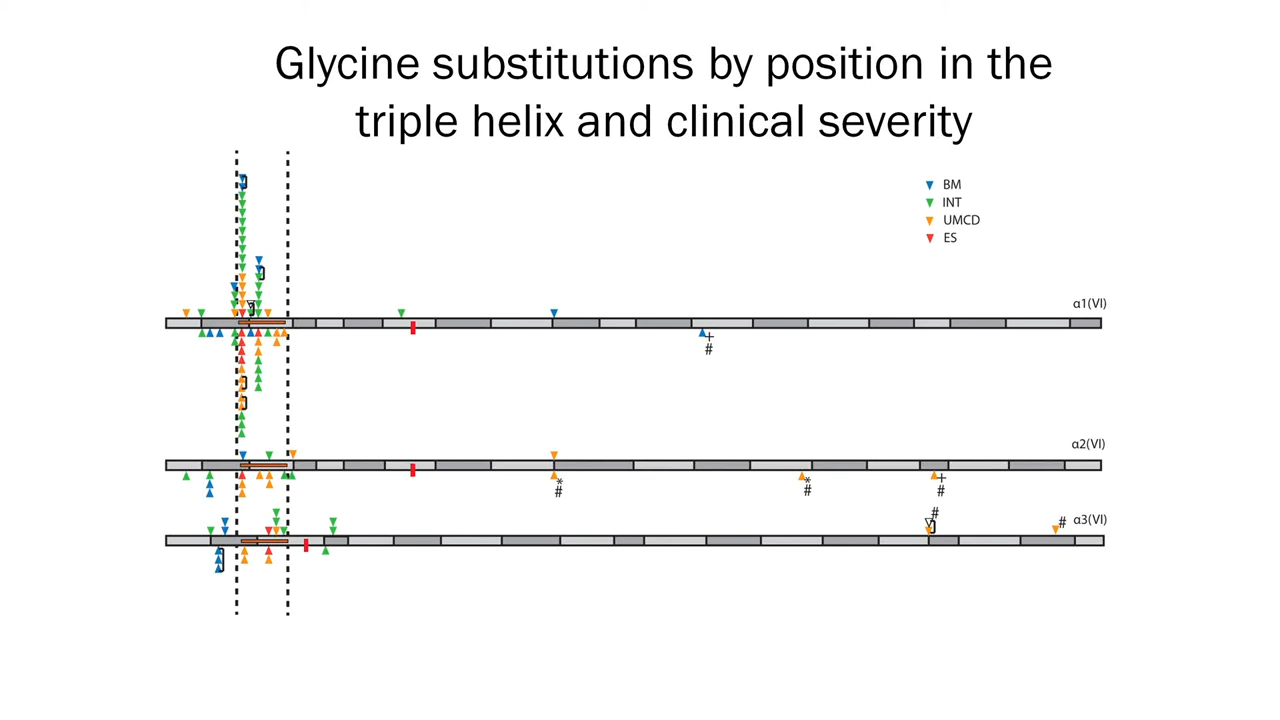 Glycine substitutions by position in the
triple helix and clinical severity
BM
INT
UMCD
ES
α1(VI)
+
#
α2(VI)
*
#
*
#
+
#
#
#
α3(VI)